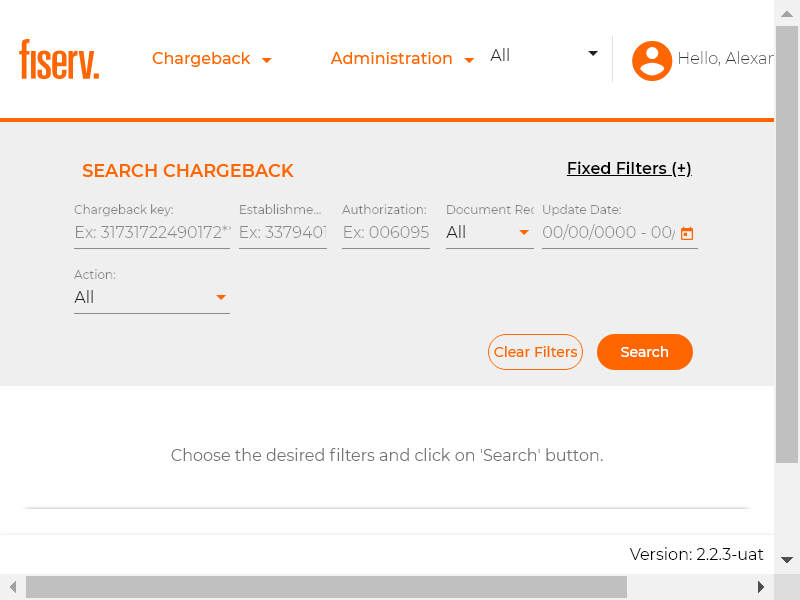 fiserv.
Chargeback
Administration
All
Hello, Alexan
SEARCH CHARGEBACK
Fixed Filters (+)
Chargeback key:
Establishme...
Authorization:
Document Rec
Update Date:
Ex: 31731722490172**
Ex: 3379401
Ex: 006095
All
00/00/0000 - 00/
Action:
All
Clear Filters
Search
Choose the desired filters and click on 'Search' button.
Version: 2.2.3-uat